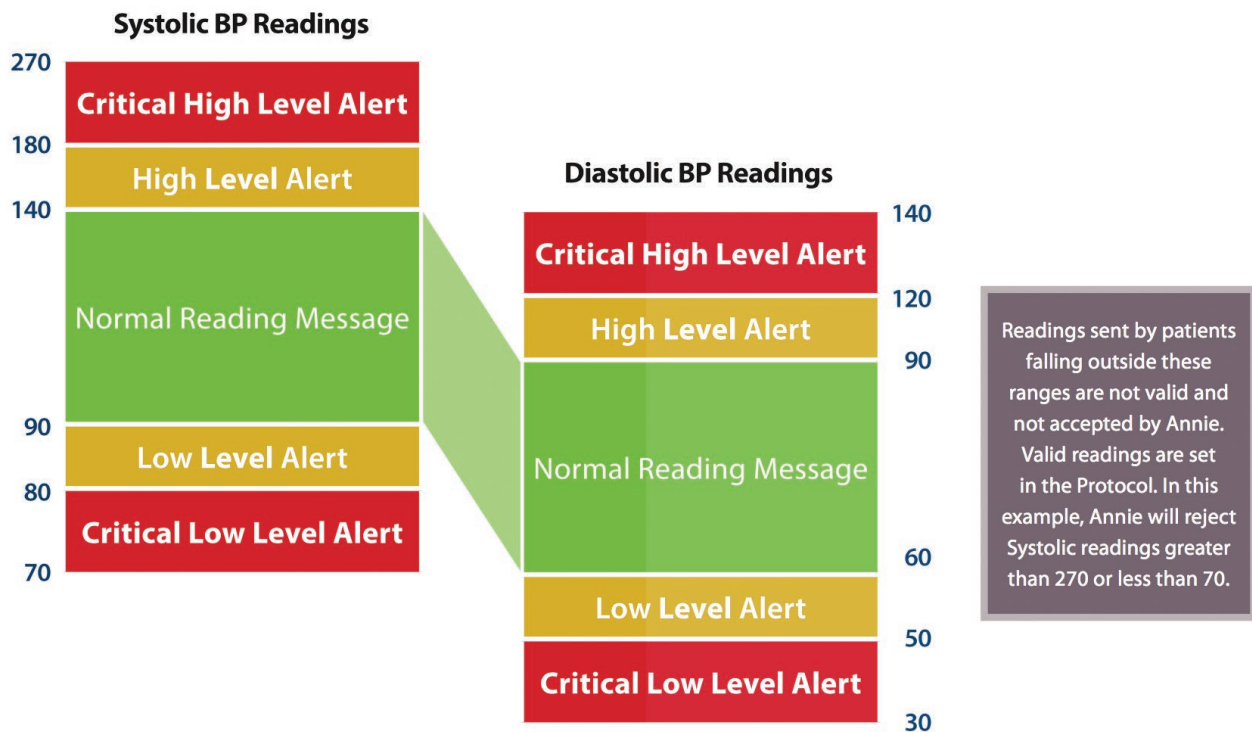 Systolic BP Readings
270
Critical High Level Alert
180
High Level Alert
140
Normal Reading Message
90
Low Level Alert
80
Critical Low Level Alert
70
Diastolic BP Readings
140
Critical High Level Alert
120
High Level Alert
90
Normal Reading Message
60
Low Level Alert
50
Critical Low Level Alert
30
Readings sent by patients
falling outside these
ranges are not valid and
not accepted by Annie.
Valid readings are set
in the Protocol. In this
example, Annie will reject
Systolic readings greater
than 270 or less than 70.